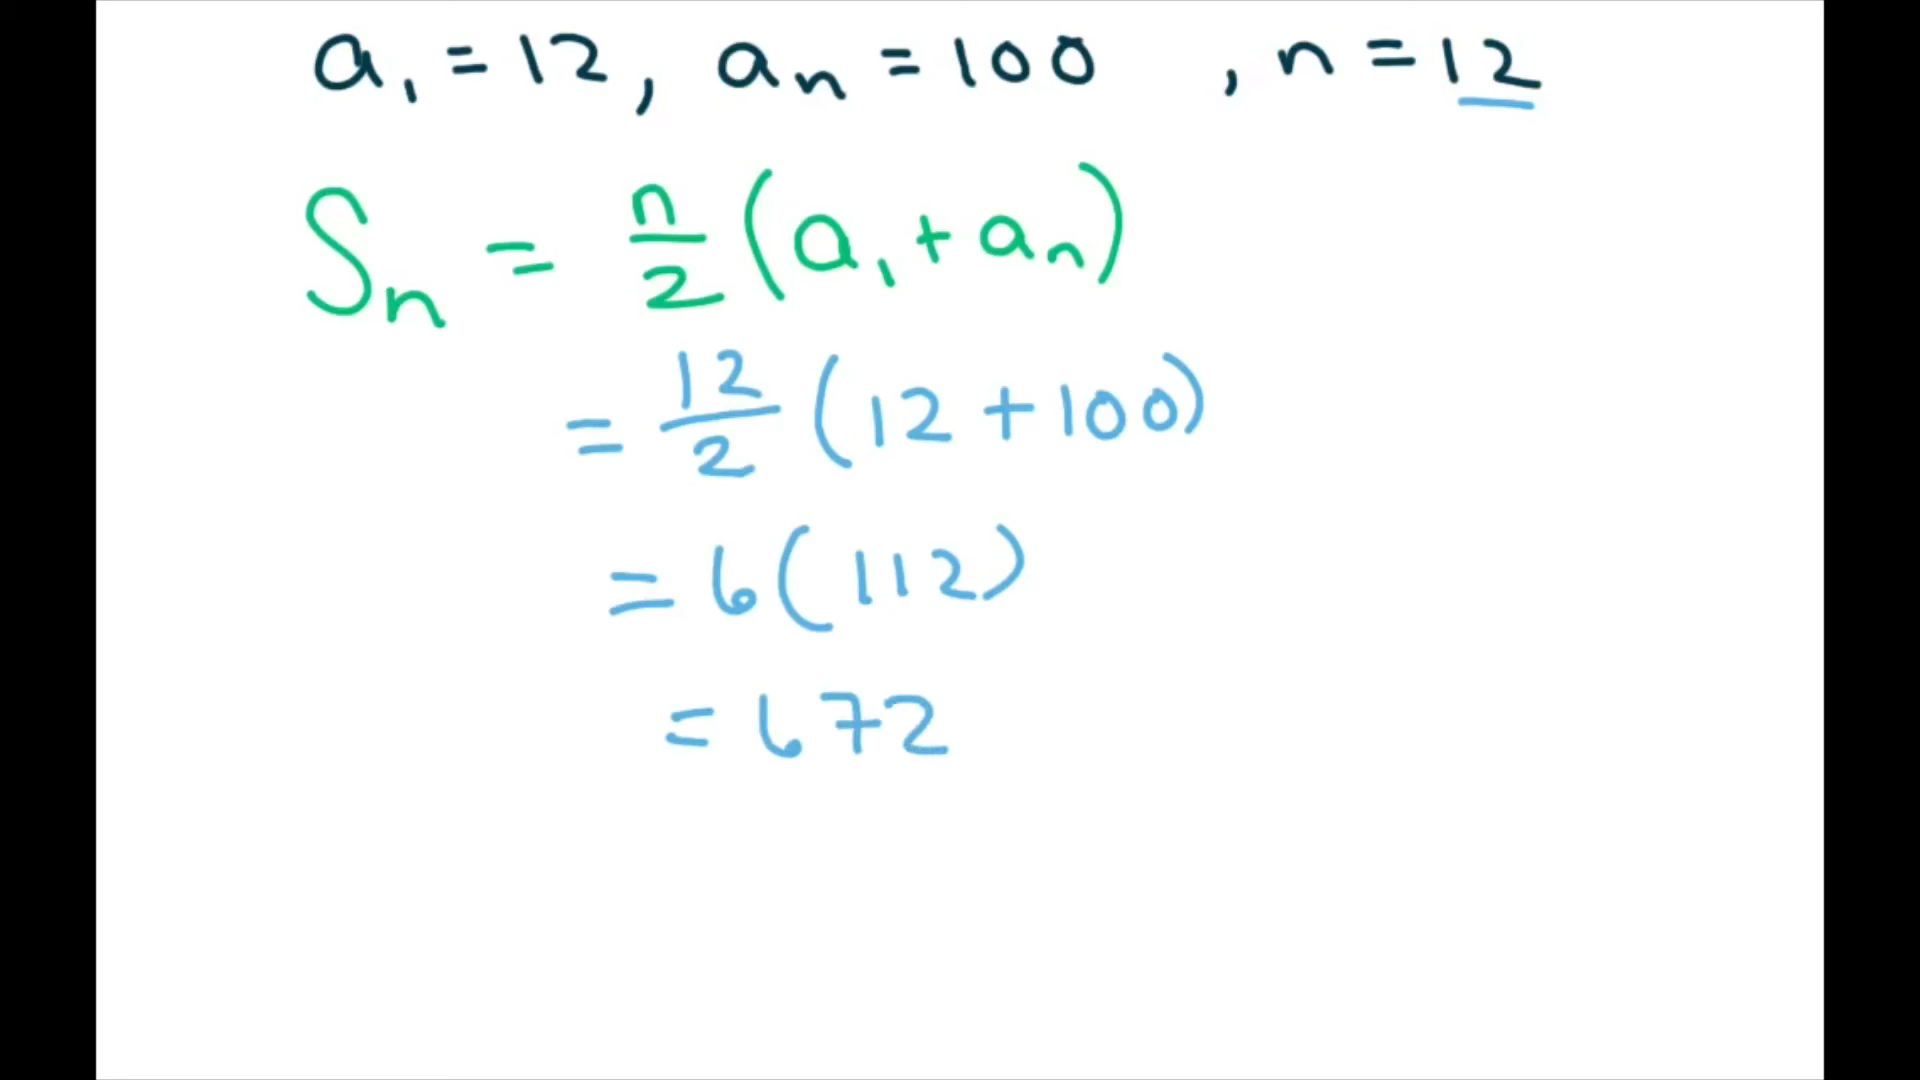 a₁ = 12, aₙ = 100 , n = 12
Sₙ = n/2 (a₁ + aₙ)
= 12/2 (12 + 100)
= 6 (112)
= 672